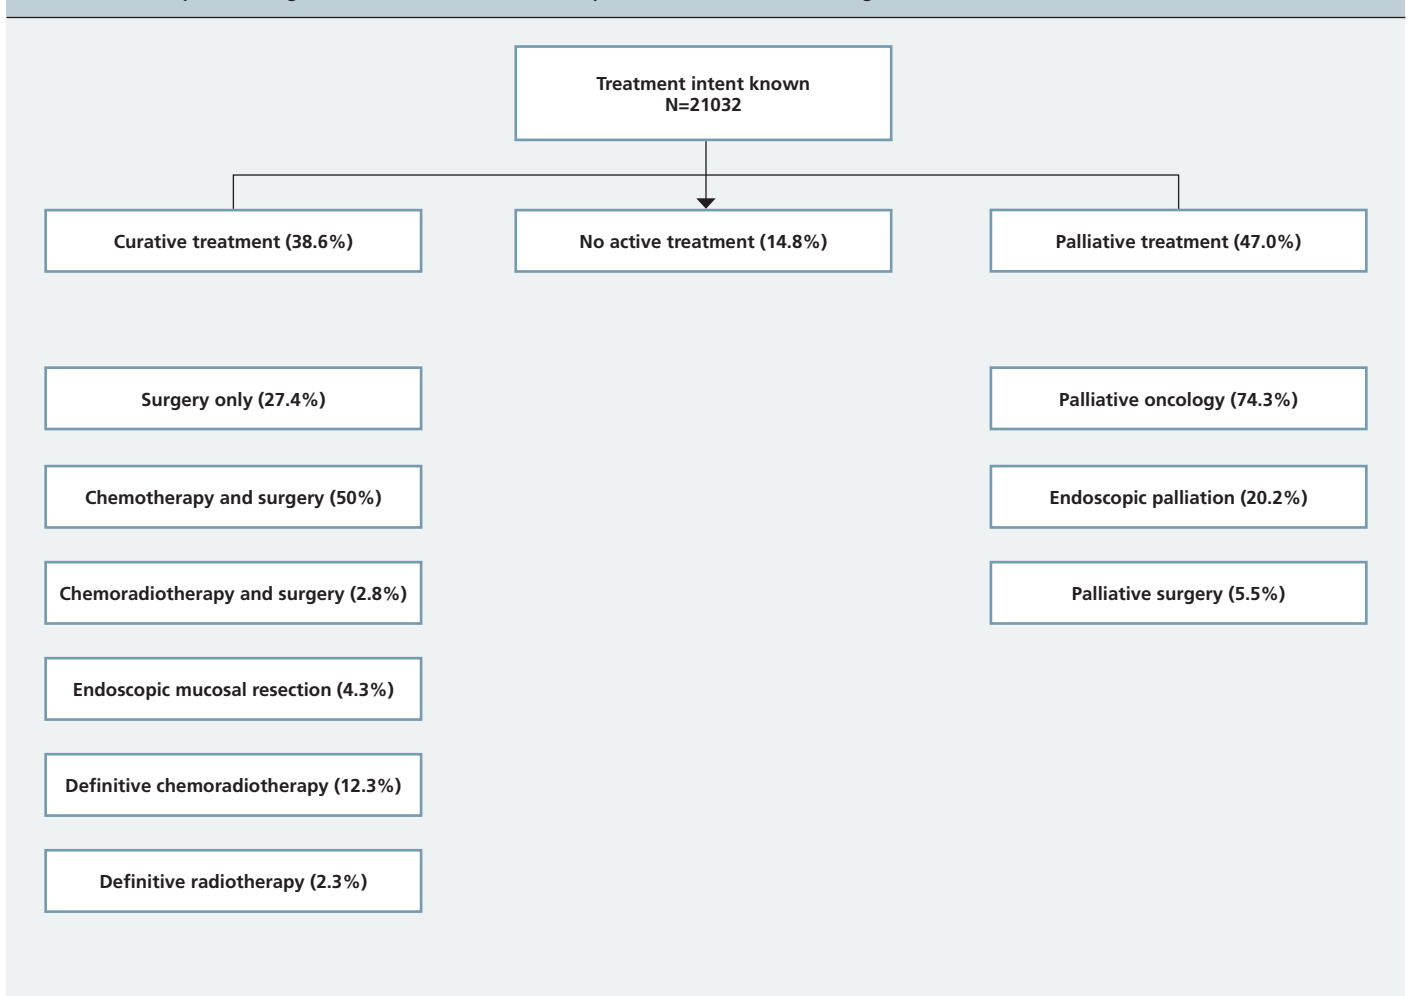 Treatment intent known
N=21032
Curative treatment (38.6%)
No active treatment (14.8%)
Palliative treatment (47.0%)
Surgery only (27.4%)
Palliative oncology (74.3%)
Chemotherapy and surgery (50%)
Endoscopic palliation (20.2%)
Chemoradiotherapy and surgery (2.8%)
Palliative surgery (5.5%)
Endoscopic mucosal resection (4.3%)
Definitive chemoradiotherapy (12.3%)
Definitive radiotherapy (2.3%)